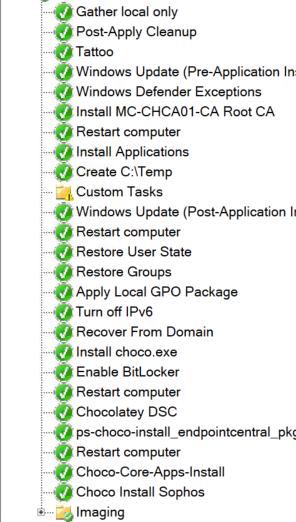 Gather local only
Post-Apply Cleanup
Tattoo
Windows Update (Pre-Application Ins
Windows Defender Exceptions
Install MC-CHCA01-CA Root CA
Restart computer
Install Applications
Create C:\Temp
Custom Tasks
Windows Update (Post-Application I
Restart computer
Restore User State
Restore Groups
Apply Local GPO Package
Turn off IPv6
Recover From Domain
Install choco.exe
Enable BitLocker
Restart computer
Chocolatey DSC
ps-choco-install_endpointcentral_pkg
Restart computer
Choco-Core-Apps-Install
Choco Install Sophos
Imaging